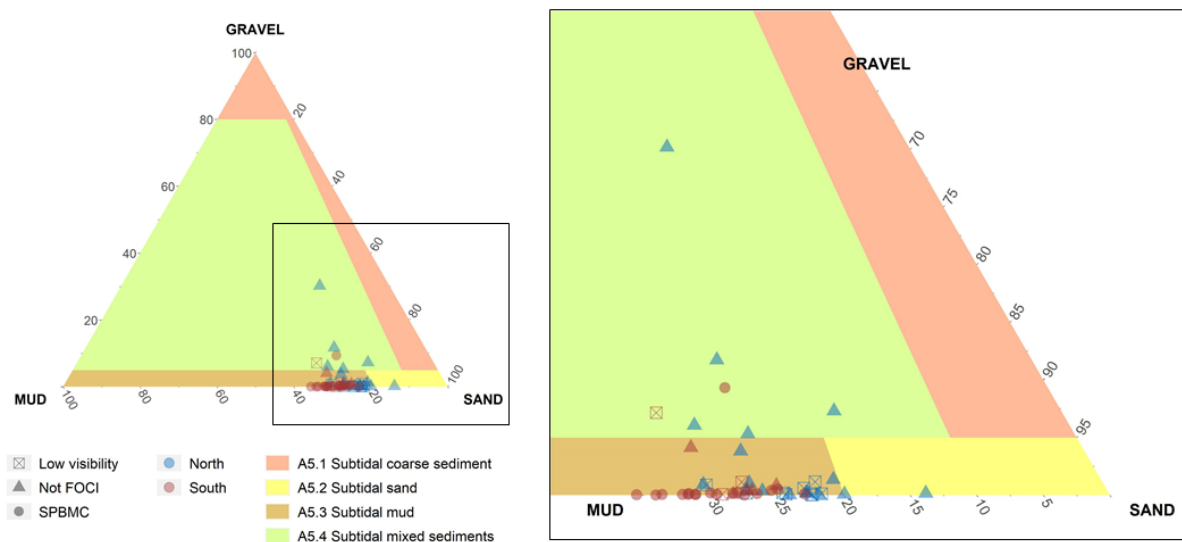 GRAVEL
100
20
80
40
60
60
40
80
20
100
MUD
100
80
60
40
20
SAND
Low visibility
North
A5.1 Subtidal coarse sediment
Not FOCI
South
A5.2 Subtidal sand
SPBMC
A5.3 Subtidal mud
A5.4 Subtidal mixed sediments
GRAVEL
70
75
80
85
90
95
MUD
30
25
20
15
10
5
SAND